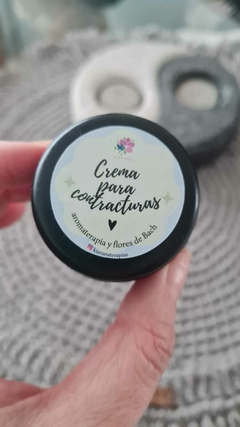 Crema
para
contracturas
aromaterapia y flores de Bach